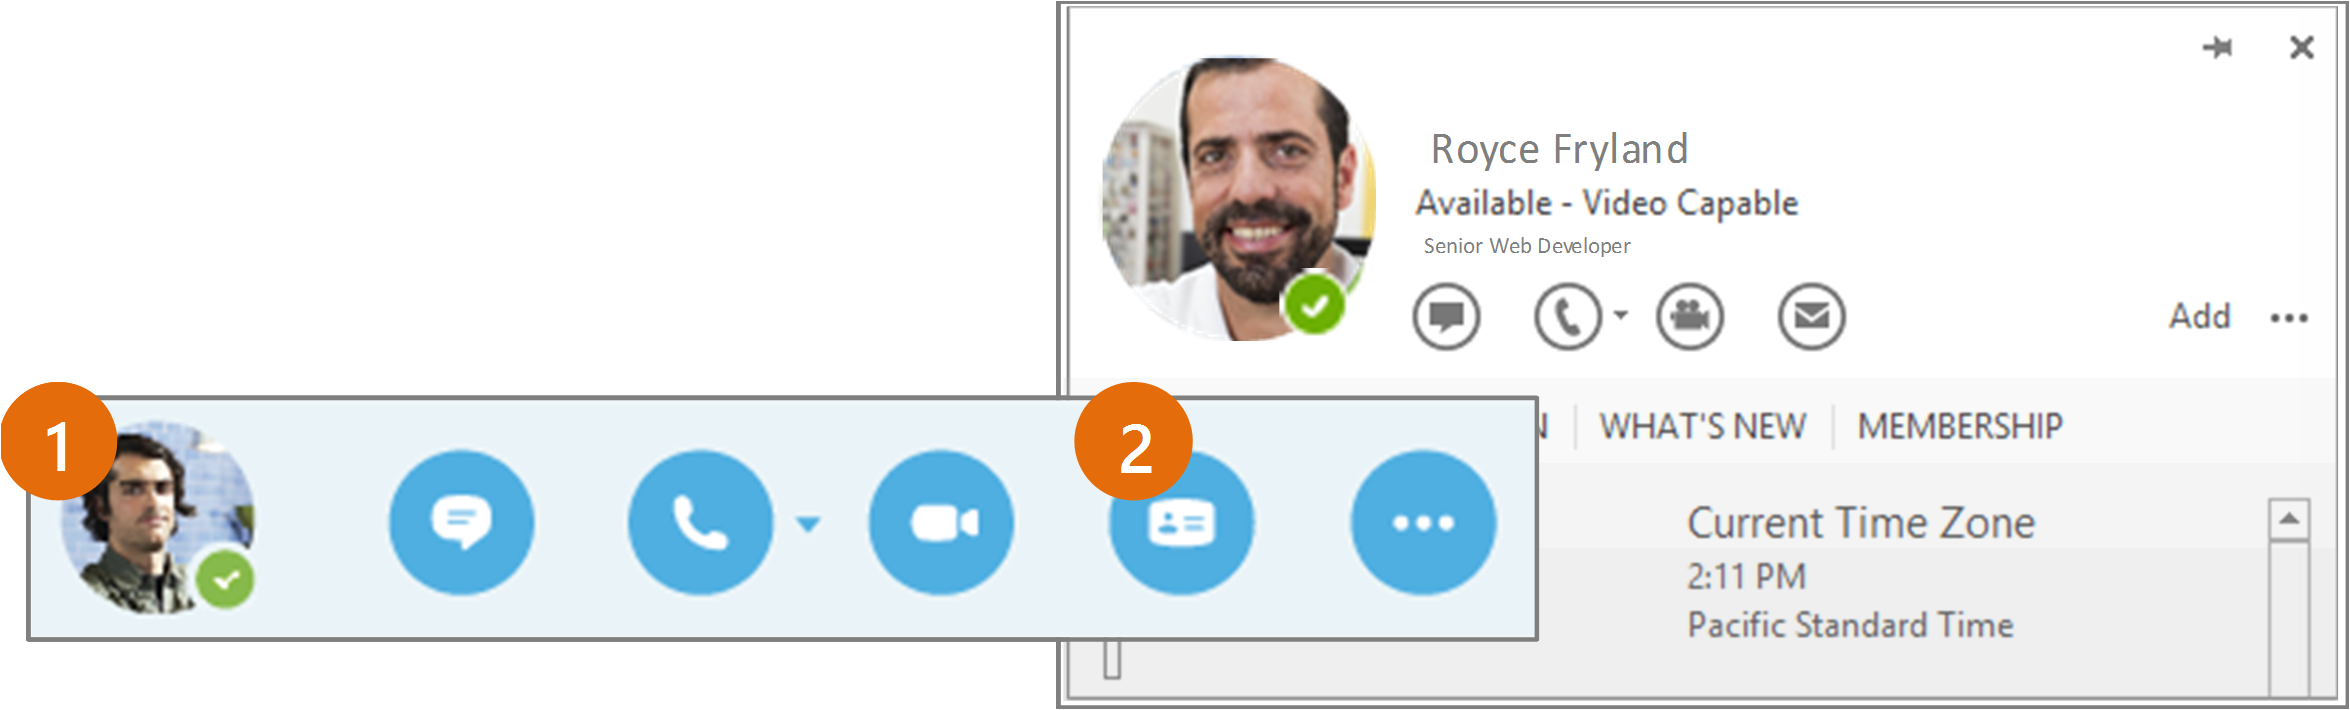 Royce Fryland
Available - Video Capable
Senior Web Developer
Add
1
2
N
WHAT'S NEW
MEMBERSHIP
Current Time Zone
2:11 PM
Pacific Standard Time